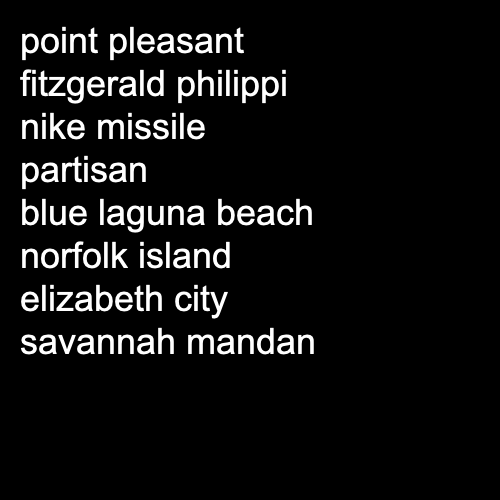 point pleasant
fitzgerald philippi
nike missile
partisan
blue laguna beach
norfolk island
elizabeth city
savannah mandan